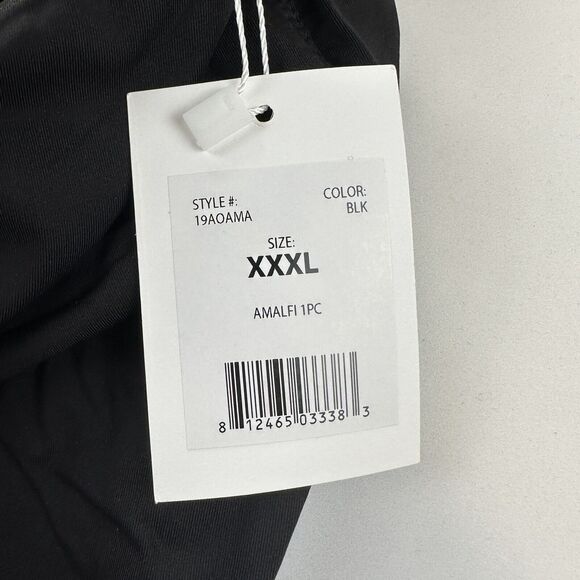 STYLE #: COLOR:
19AOAMA BLK
SIZE:
XXXL
AMALFI 1PC
8 12465 03338 3